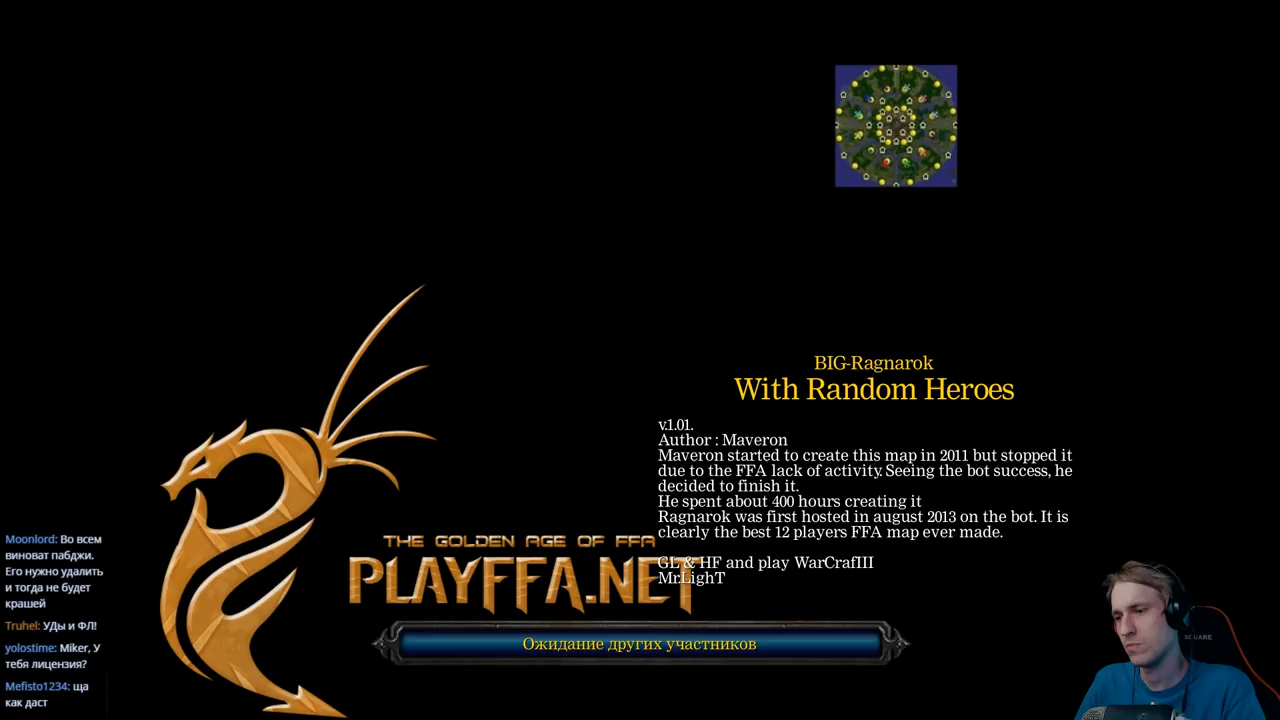 BIG-Ragnarok
With Random Heroes
v.1.01.
Author : Maveron
Maveron started to create this map in 2011 but stopped it
due to the FFA lack of activity. Seeing the bot success, he
decided to finish it.
He spent about 400 hours creating it
Ragnarok was first hosted in august 2013 on the bot. It is
clearly the best 12 players FFA map ever made.
GL & HF and play WarCrafIII
Mr.LighT
THE GOLDEN AGE OF FFA
PLAYFFA.NET
Ожидание других участников
Moonlord: Во всем
виноват пабджи.
Его нужно удалить
и тогда не будет
крашей
Truhel: УДы и ФЛ!
yolostime: Miker, У
тебя лицензия?
Mefisto1234: ща
как даст
SCUARE